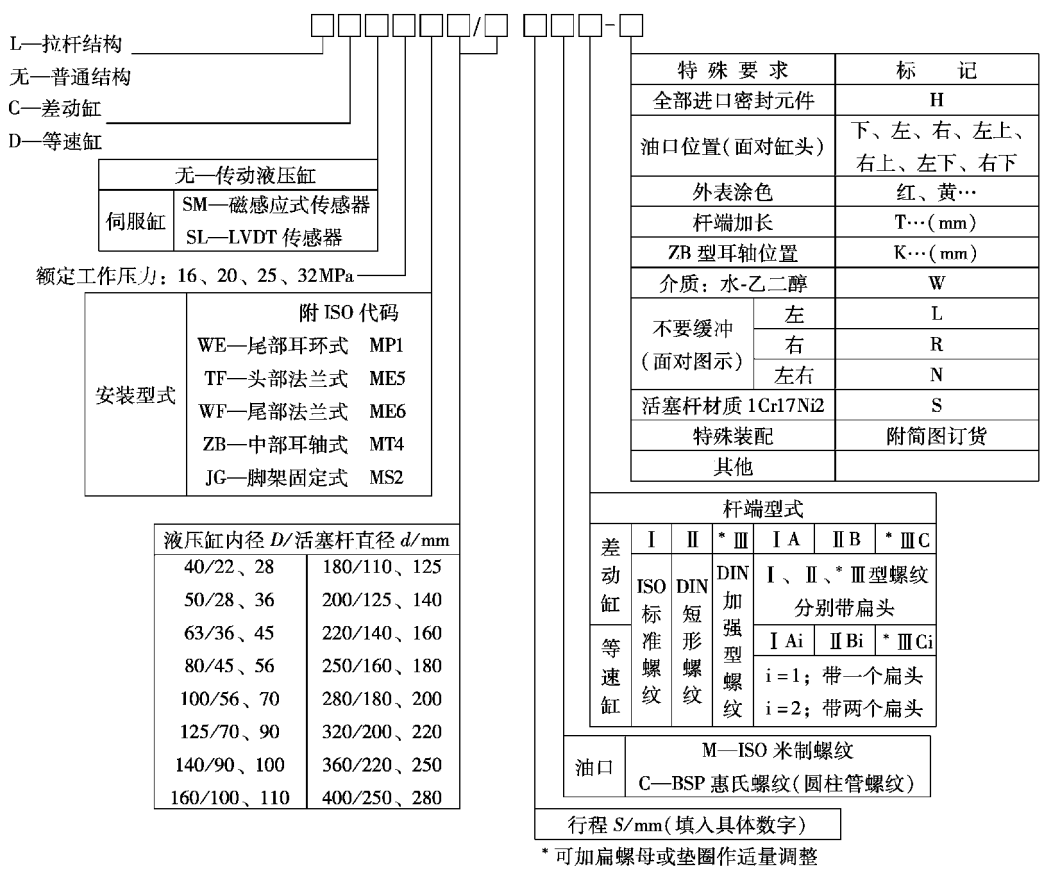 □□□□□□/□ □□□-□
L—拉杆结构
无—普通结构
C—差动缸
D—等速缸
无—传动液压缸
伺服缸
SM—磁感应式传感器
SL—LVDT 传感器
额定工作压力：16、20、25、32MPa
安装型式
附 ISO 代码
WE—尾部耳环式 MP1
TF—头部法兰式 ME5
WF—尾部法兰式 ME6
ZB—中部耳轴式 MT4
JG—脚架固定式 MS2
液压缸内径 D/活塞杆直径 d/mm
40/22、28 180/110、125
50/28、36 200/125、140
63/36、45 220/140、160
80/45、56 250/160、180
100/56、70 280/180、200
125/70、90 320/200、220
140/90、100 360/220、250
160/100、110 400/250、280
特殊要求 标 记
全部进口密封元件 H
油口位置(面对缸头) 下、左、右、左上、
右上、左下、右下
外表涂色 红、黄…
杆端加长 T…(mm)
ZB 型耳轴位置 K…(mm)
介质：水-乙二醇 W
不要缓冲
(面对图示)
左 L
右 R
左右 N
活塞杆材质 1Cr17Ni2 S
特殊装配 附简图订货
其他
杆端型式
差动缸
Ⅰ Ⅱ *Ⅲ ⅠA ⅡB *ⅢC
ISO标准螺纹
DIN短形螺纹
DIN加强型螺纹
Ⅰ、Ⅱ、*Ⅲ型螺纹
分别带扁头
等速缸
ⅠAi ⅡBi *ⅢCi
i=1；带一个扁头
i=2；带两个扁头
油口
M—ISO 米制螺纹
C—BSP 惠氏螺纹(圆柱管螺纹)
行程 S/mm(填入具体数字)
*可加扁螺母或垫圈作适量调整